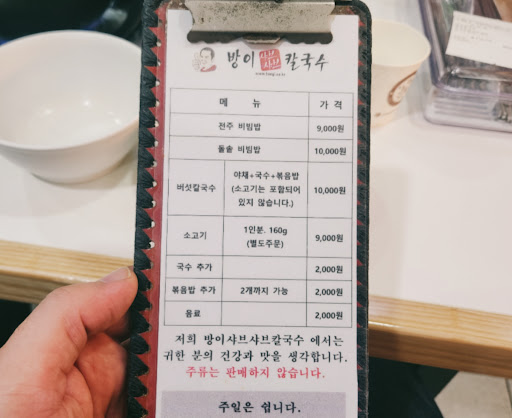 방이 샤브샤브 칼국수
메 뉴 가 격
전주 비빔밥 9,000원
돌솥 비빔밥 10,000원
버섯칼국수 야채+국수+볶음밥 (소고기는 포함되어 있지 않습니다.) 10,000원
소고기 1인분. 160g (별도주문) 9,000원
국수 추가 2,000원
볶음밥 추가 2개까지 가능 2,000원
음료 2,000원
저희 방이샤브샤브칼국수 에서는
귀한 분의 건강과 맛을 생각합니다.
주류는 판매하지 않습니다.
주일은 쉽니다.